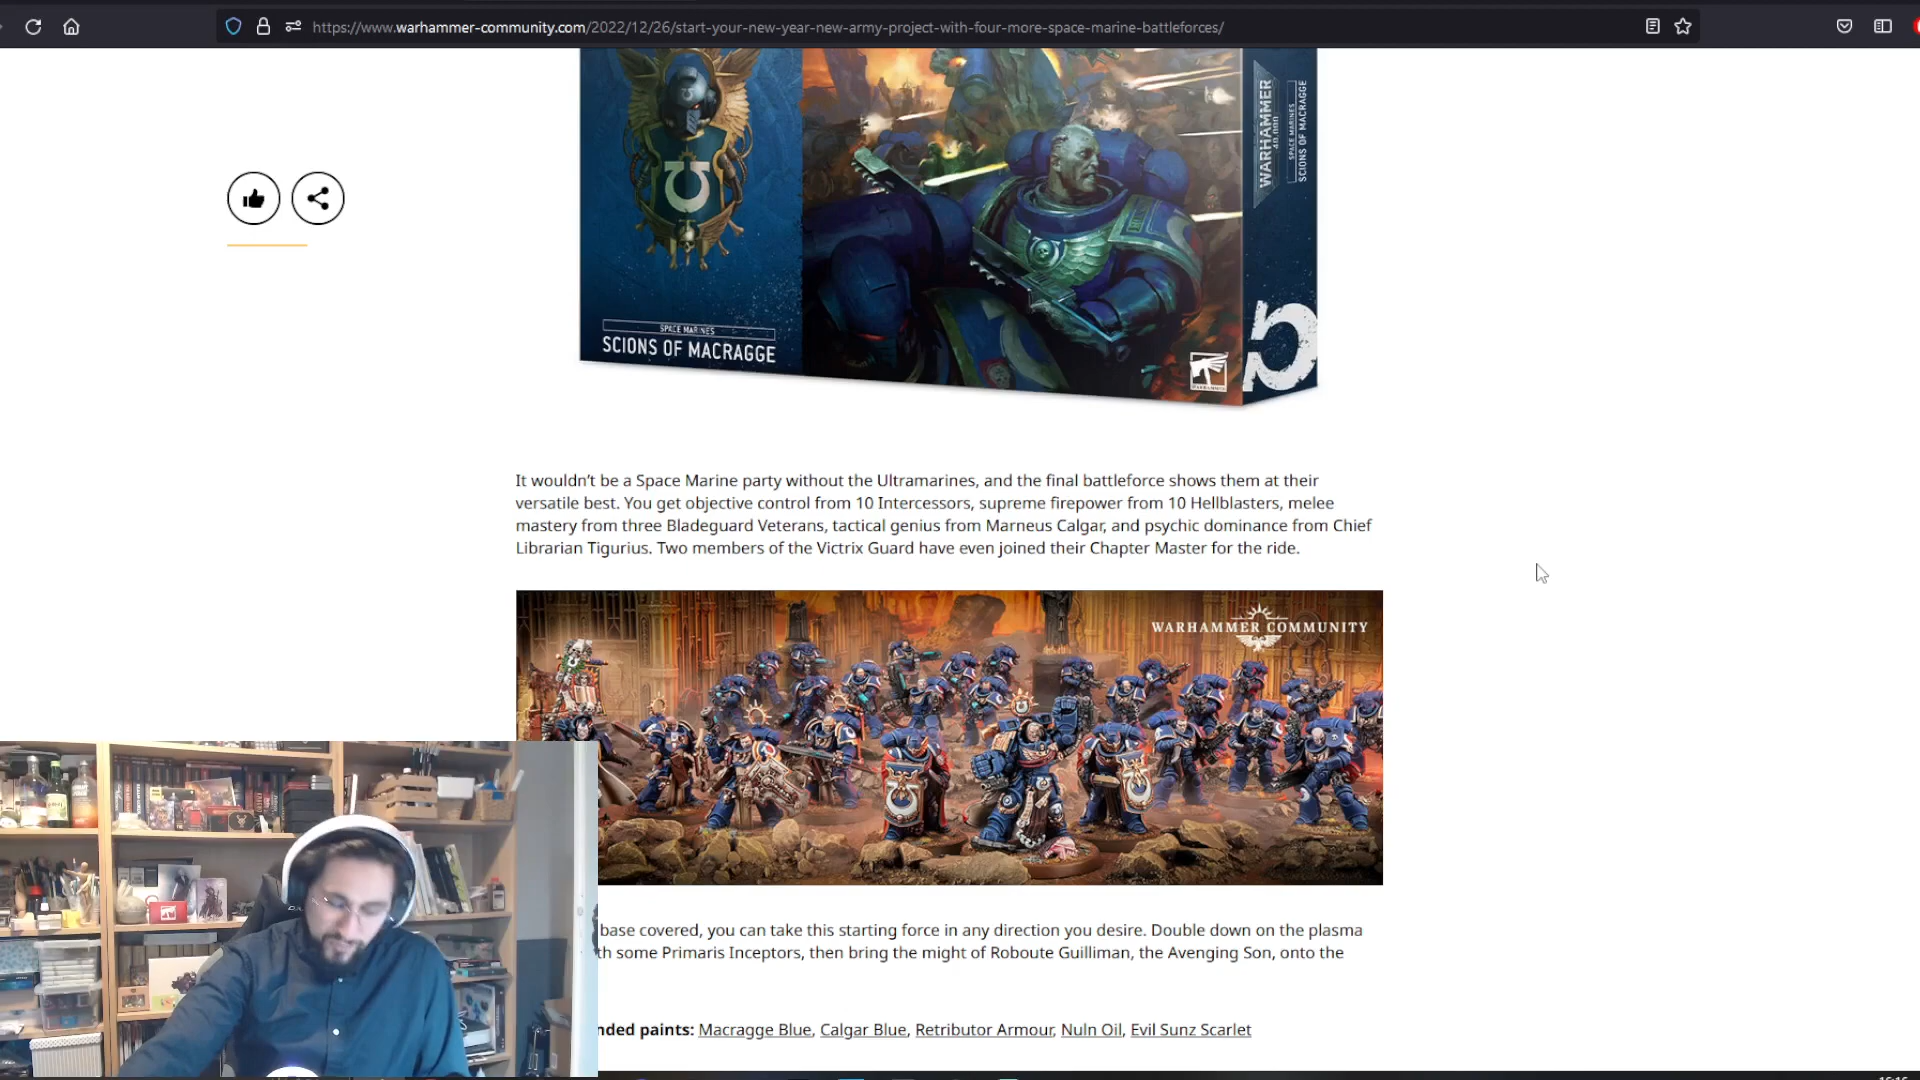 https://www.warhammer-community.com/2022/12/26/start-your-new-year-new-army-project-with-four-more-space-marine-battleforces/
WARHAMMER
40,000
SPACE MARINES
SCIONS OF MACRAGGE
SPACE MARINES
SCIONS OF MACRAGGE
WARHAMMER
It wouldn't be a Space Marine party without the Ultramarines, and the final battleforce shows them at their
versatile best. You get objective control from 10 Intercessors, supreme firepower from 10 Hellblasters, melee
mastery from three Bladeguard Veterans, tactical genius from Marneus Calgar, and psychic dominance from Chief
Librarian Tigurius. Two members of the Victrix Guard have even joined their Chapter Master for the ride.
WARHAMMER COMMUNITY
base covered, you can take this starting force in any direction you desire. Double down on the plasma
th some Primaris Inceptors, then bring the might of Roboute Guilliman, the Avenging Son, onto the
nded paints: Macragge Blue, Calgar Blue, Retributor Armour, Nuln Oil, Evil Sunz Scarlet